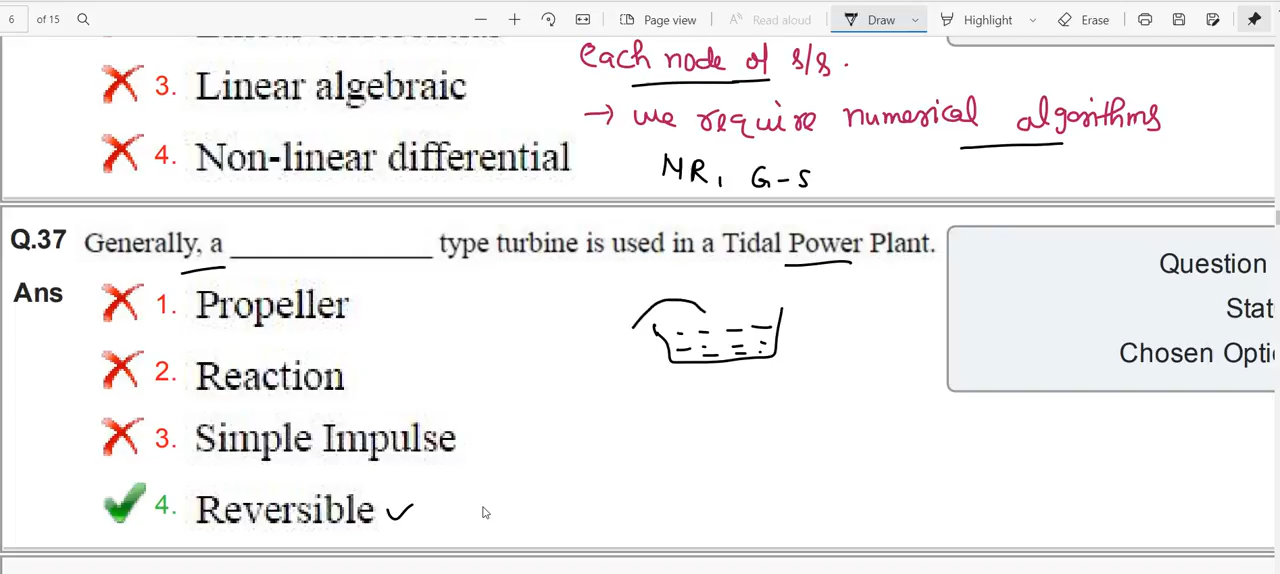 6 of 15 Page view Read aloud Draw Highlight Erase
each node of s/s.
3. Linear algebraic
→ we require numerical algorithms
4. Non-linear differential
NR, G-S
Q.37 Generally, a ______________ type turbine is used in a Tidal Power Plant.
Question
Ans 1. Propeller
Stat
Chosen Opti
2. Reaction
3. Simple Impulse
4. Reversible ✓